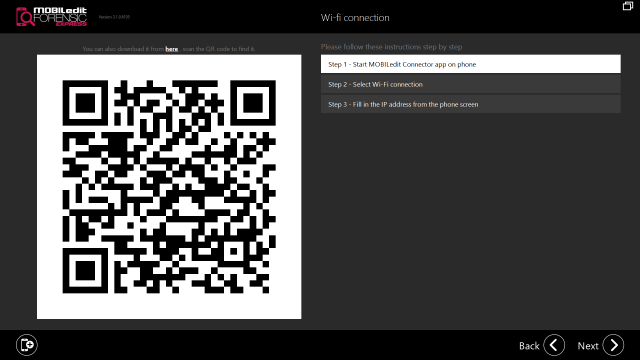 MOBILedit
FORENSIC
EXPRESS
Wi-fi connection
You can also download it from here , scan the QR code to find it.
Please follow these instructions step by step
Step 1 - Start MOBILedit Connector app on phone
Step 2 - Select Wi-Fi connection
Step 3 - Fill in the IP address from the phone screen
Back
Next